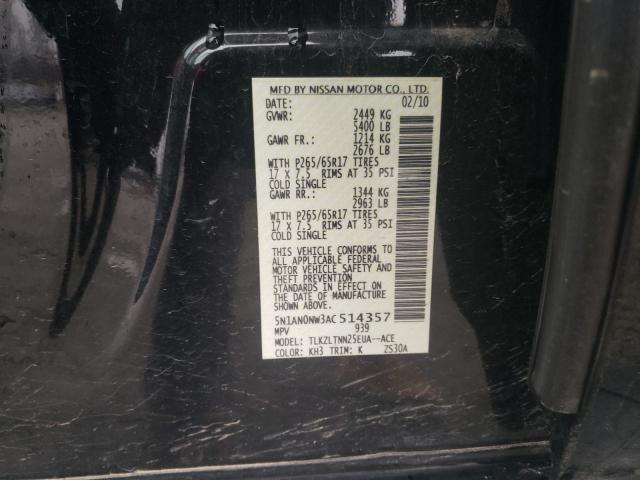 MFD BY NISSAN MOTOR CO., LTD.
DATE: 02/10
GVWR: 2449 KG
5400 LB
GAWR FR.: 1214 KG
2676 LB
WITH P265/65R17 TIRES
17 X 7.5 RIMS AT 35 PSI
COLD SINGLE
GAWR RR.: 1344 KG
2963 LB
WITH P265/65R17 TIRES
17 X 7.5 RIMS AT 35 PSI
COLD SINGLE
THIS VEHICLE CONFORMS TO
ALL APPLICABLE FEDERAL
MOTOR VEHICLE SAFETY AND
THEFT PREVENTION
STANDARDS IN EFFECT ON
THE DATE OF MANUFACTURE
SHOWN ABOVE.
5N1AN0NW3AC514357
MPV 939
MODEL: TLKZLTNN25EUA--ACE
COLOR: KH3 TRIM: K ZS30A